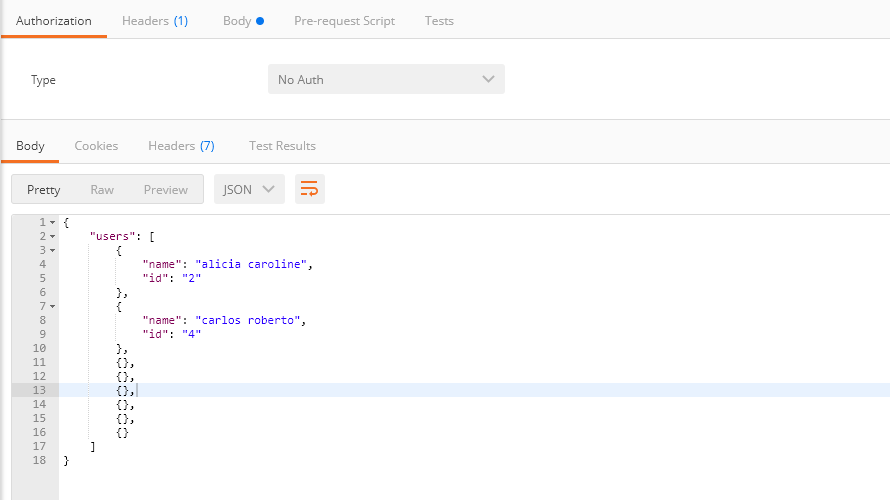 Authorization Headers (1) Body Pre-request Script Tests
Type No Auth
Body Cookies Headers (7) Test Results
Pretty Raw Preview JSON
1 {
2 "users": [
3 {
4 "name": "alicia caroline",
5 "id": "2"
6 },
7 {
8 "name": "carlos roberto",
9 "id": "4"
10 },
11 {},
12 {},
13 {},
14 {},
15 {},
16 {}
17 ]
18 }